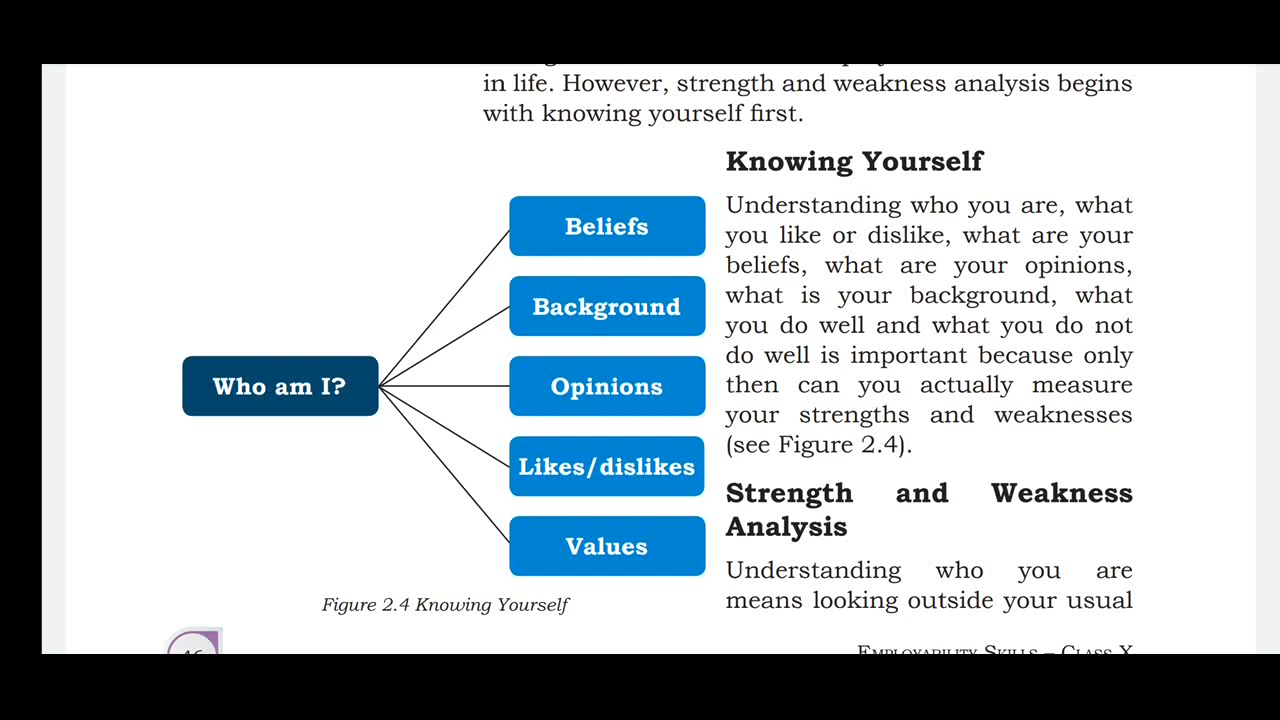 in life. However, strength and weakness analysis begins
with knowing yourself first.
Knowing Yourself
Understanding who you are, what
you like or dislike, what are your
beliefs, what are your opinions,
what is your background, what
you do well and what you do not
do well is important because only
then can you actually measure
your strengths and weaknesses
(see Figure 2.4).
Strength and Weakness
Analysis
Understanding who you are
means looking outside your usual
Who am I?
Beliefs
Background
Opinions
Likes/dislikes
Values
Figure 2.4 Knowing Yourself
Employability Skills – Class X